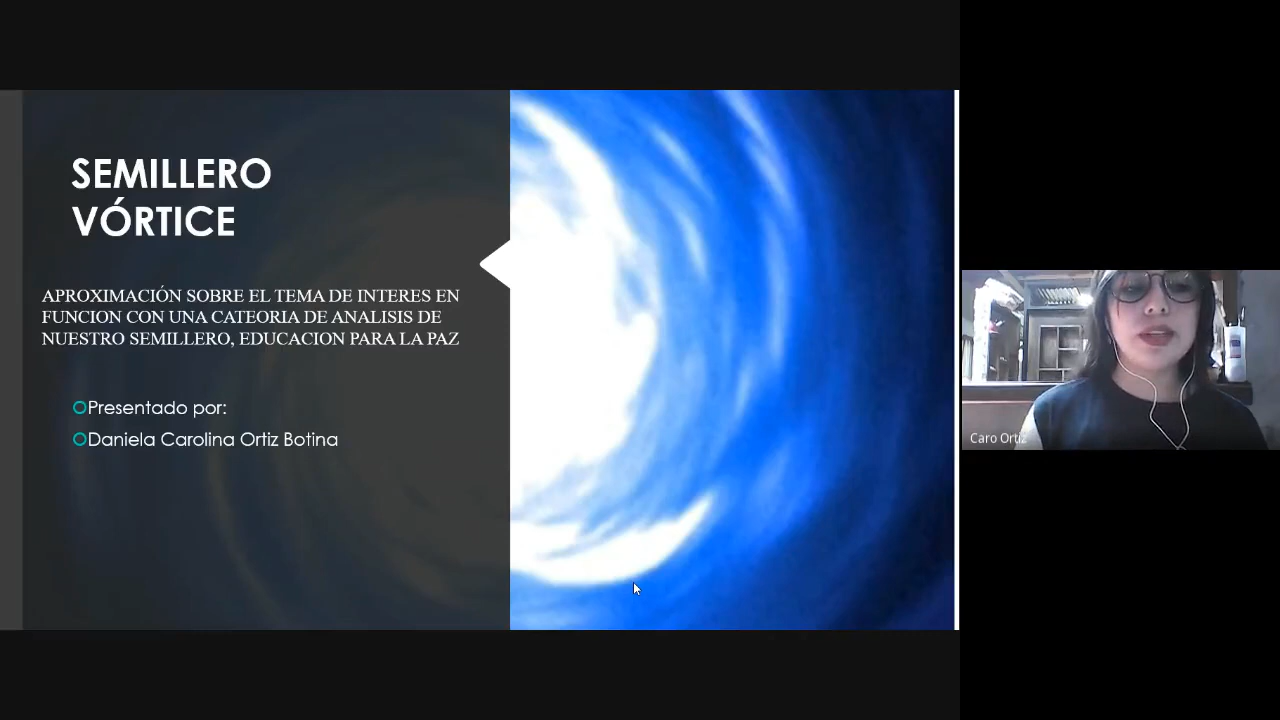 SEMILLERO
VÓRTICE
APROXIMACIÓN SOBRE EL TEMA DE INTERES EN
FUNCION CON UNA CATEORIA DE ANALISIS DE
NUESTRO SEMILLERO, EDUCACION PARA LA PAZ
Presentado por:
Daniela Carolina Ortiz Botina
Caro Ortiz